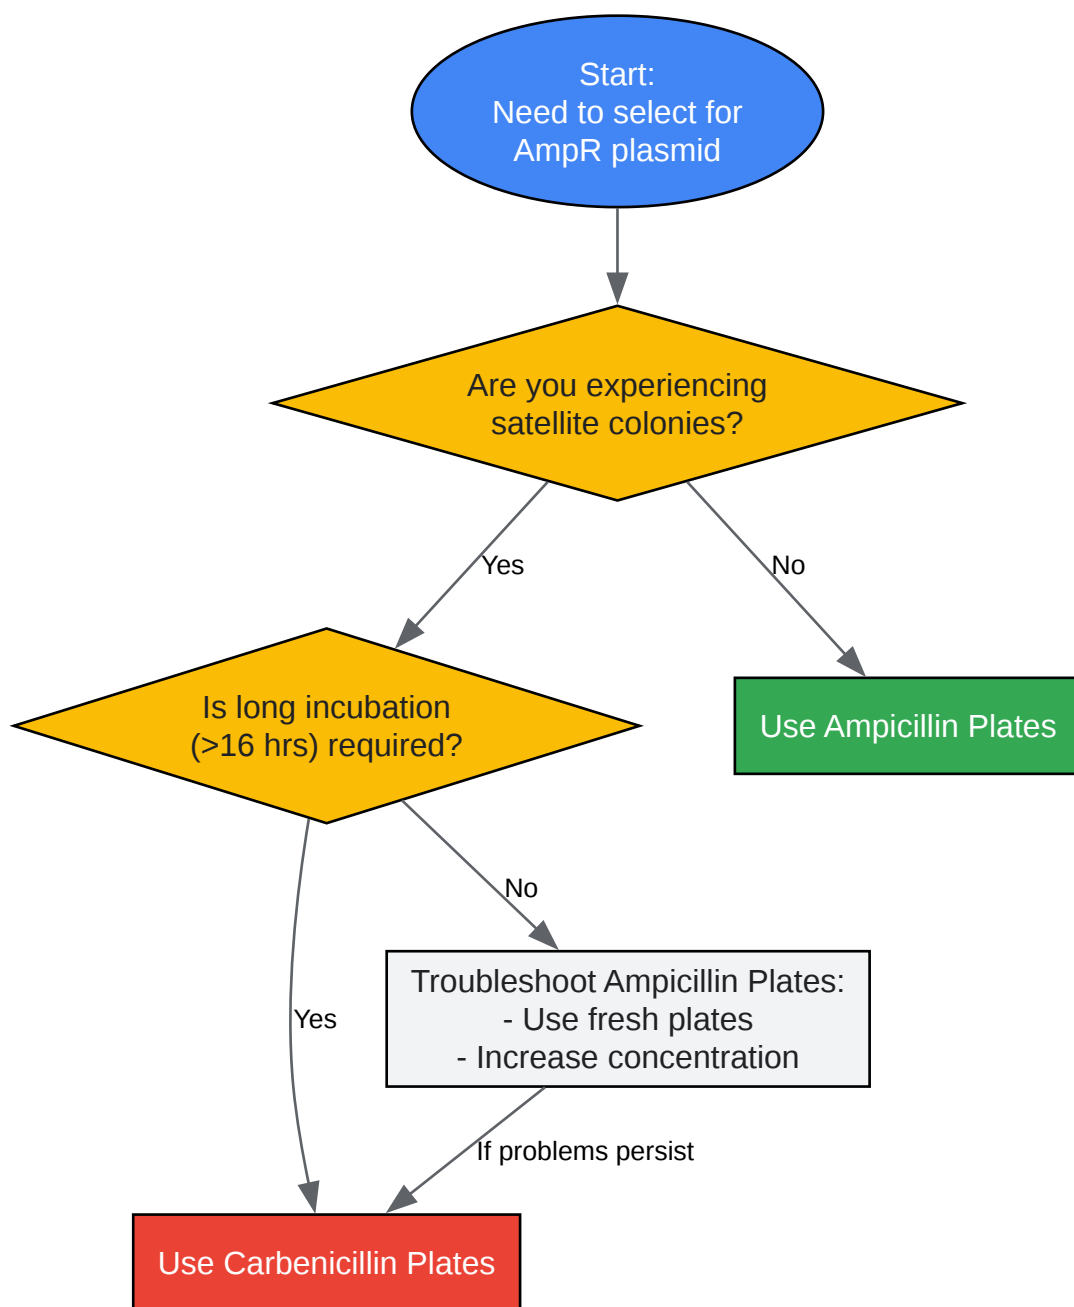 Start:
Need to select for
AmpR plasmid
Are you experiencing
satellite colonies?
Yes
No
Is long incubation
(>16 hrs) required?
Use Ampicillin Plates
No
Troubleshoot Ampicillin Plates:
- Use fresh plates
- Increase concentration
Yes
If problems persist
Use Carbenicillin Plates